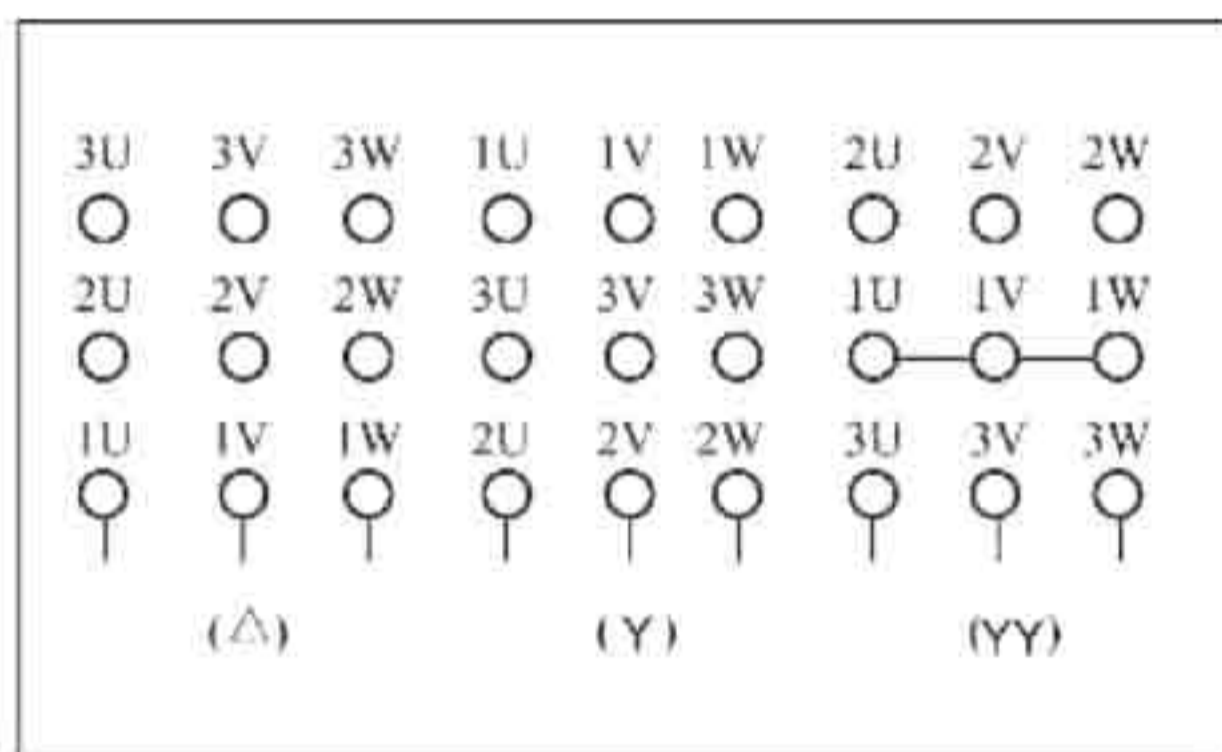 3U 3V 3W 1U 1V 1W 2U 2V 2W
2U 2V 2W 3U 3V 3W 1U 1V 1W
1U 1V 1W 2U 2V 2W 3U 3V 3W
(△) (Y) (YY)